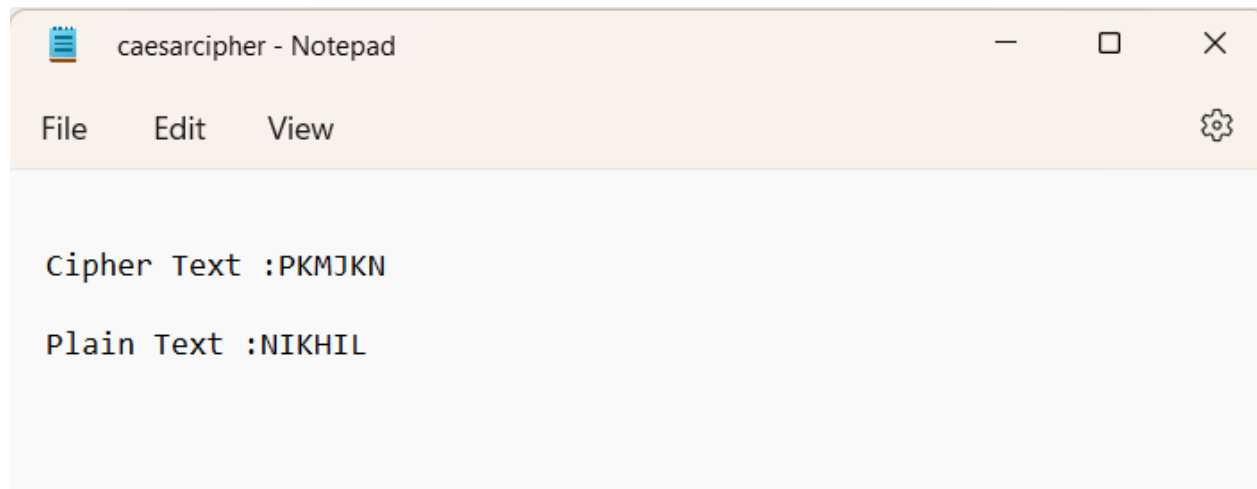 caesarcipher - Notepad
File Edit View
Cipher Text :PKMJKN
Plain Text :NIKHIL